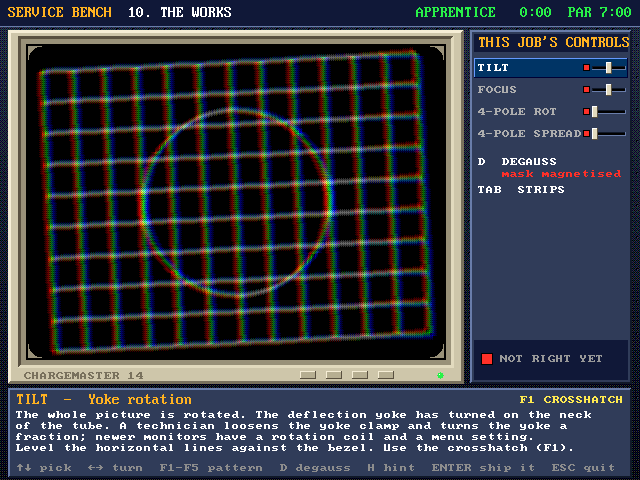 SERVICE BENCH 10. THE WORKS APPRENTICE 0:00 PAR 7:00
THIS JOB'S CONTROLS
TILT
FOCUS
4-POLE ROT
4-POLE SPREAD
D DEGAUSS
mask magnetised
TAB STRIPS
NOT RIGHT YET
CHARGEMASTER 14
TILT - Yoke rotation F1 CROSSHATCH
The whole picture is rotated. The deflection yoke has turned on the neck
of the tube. A technician loosens the yoke clamp and turns the yoke a
fraction; newer monitors have a rotation coil and a menu setting.
Level the horizontal lines against the bezel. Use the crosshatch (F1).
↑↓ pick ↔ turn F1-F5 pattern D degauss H hint ENTER ship it ESC quit